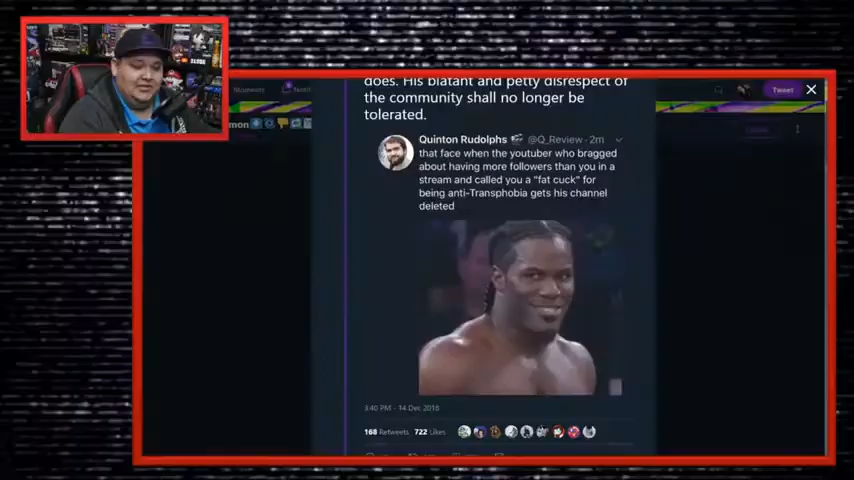 does. His blatant and petty disrespect of
the community shall no longer be
tolerated.
Moments
Tweet
Quinton Rudolphs @Q_Review · 2m
that face when the youtuber who bragged
about having more followers than you in a
stream and called you a "fat cuck" for
being anti-Transphobia gets his channel
deleted
3:40 PM - 14 Dec 2018
168 Retweets 722 Likes